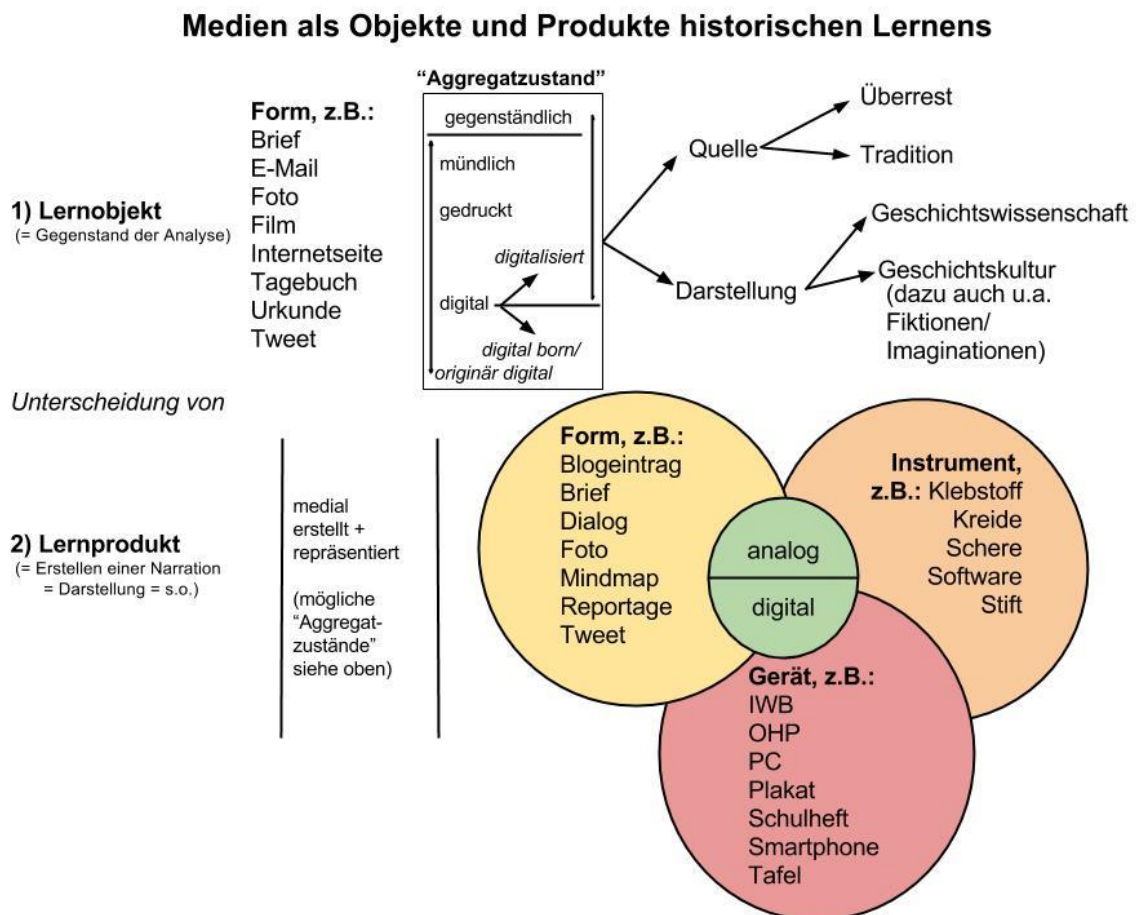 Medien als Objekte und Produkte historischen Lernens
1) Lernobjekt
(= Gegenstand der Analyse)
Form, z.B.:
Brief
E-Mail
Foto
Film
Internetseite
Tagebuch
Urkunde
Tweet
“Aggregatzustand”
gegenständlich
mündlich
gedruckt
digitalisiert
digital
digital born/
originär digital
Quelle
Überrest
Tradition
Darstellung
Geschichtswissenschaft
Geschichtskultur
(dazu auch u.a.
Fiktionen/
Imaginationen)
Unterscheidung von
2) Lernprodukt
(= Erstellen einer Narration
= Darstellung = s.o.)
medial
erstellt +
repräsentiert
(mögliche
“Aggregat-
zustände”
siehe oben)
Form, z.B.:
Blogeintrag
Brief
Dialog
Foto
Mindmap
Reportage
Tweet
analog
digital
Instrument,
z.B.: Klebstoff
Kreide
Schere
Software
Stift
Gerät, z.B.:
IWB
OHP
PC
Plakat
Schulheft
Smartphone
Tafel